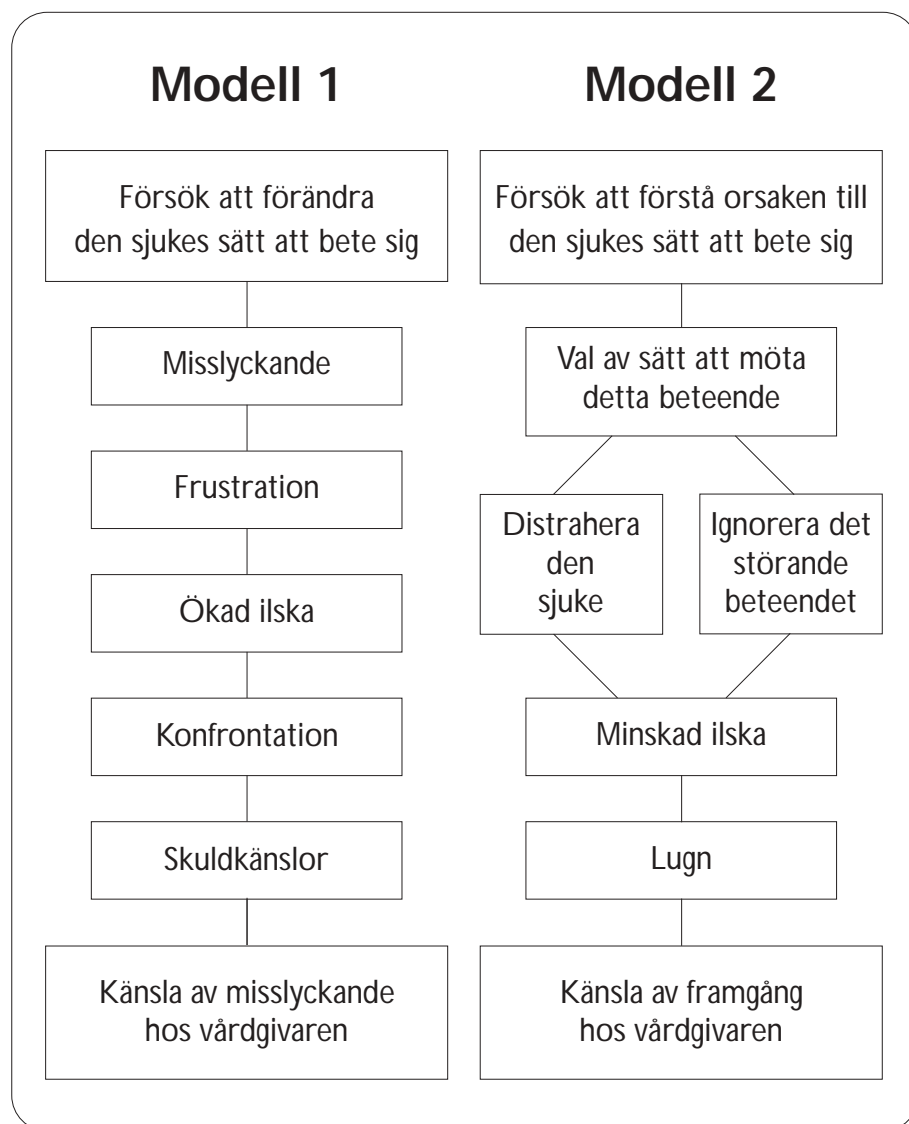 Modell 1
Försök att förändra
den sjukes sätt att bete sig
Misslyckande
Frustration
Ökad ilska
Konfrontation
Skuldkänslor
Känsla av misslyckande
hos vårdgivaren
Modell 2
Försök att förstå orsaken till
den sjukes sätt att bete sig
Val av sätt att möta
detta beteende
Distrahera
den
sjuke
Ignorera det
störande
beteendet
Minskad ilska
Lugn
Känsla av framgång
hos vårdgivaren